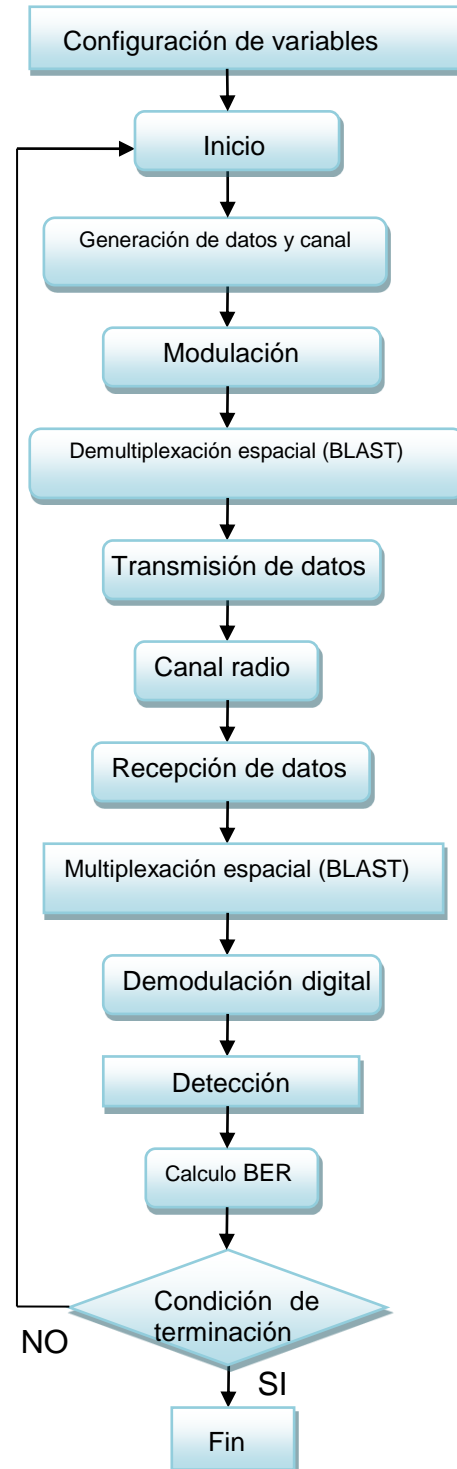 Configuración de variables
Inicio
Generación de datos y canal
Modulación
Demultiplexación espacial (BLAST)
Transmisión de datos
Canal radio
Recepción de datos
Multiplexación espacial (BLAST)
Demodulación digital
Detección
Calculo BER
Condición de
terminación
NO
SI
Fin